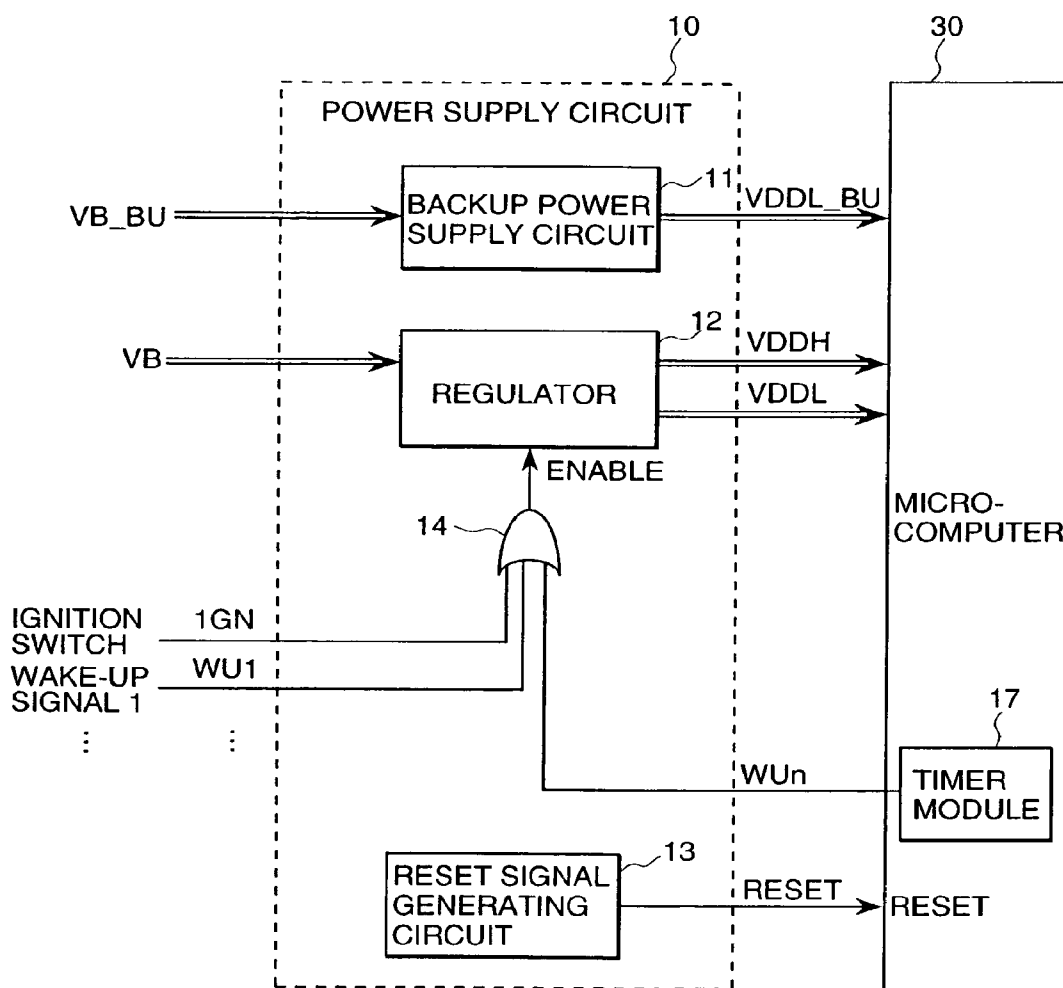 10
30
POWER SUPPLY CIRCUIT
11
VB_BU
BACKUP POWER
SUPPLY CIRCUIT
VDDL_BU
12
VB
REGULATOR
VDDH
VDDL
ENABLE
14
MICRO-
COMPUTER
IGNITION
SWITCH
1GN
WAKE-UP
SIGNAL 1
WU1
...
...
17
WUn
TIMER
MODULE
13
RESET SIGNAL
GENERATING
CIRCUIT
RESET
RESET